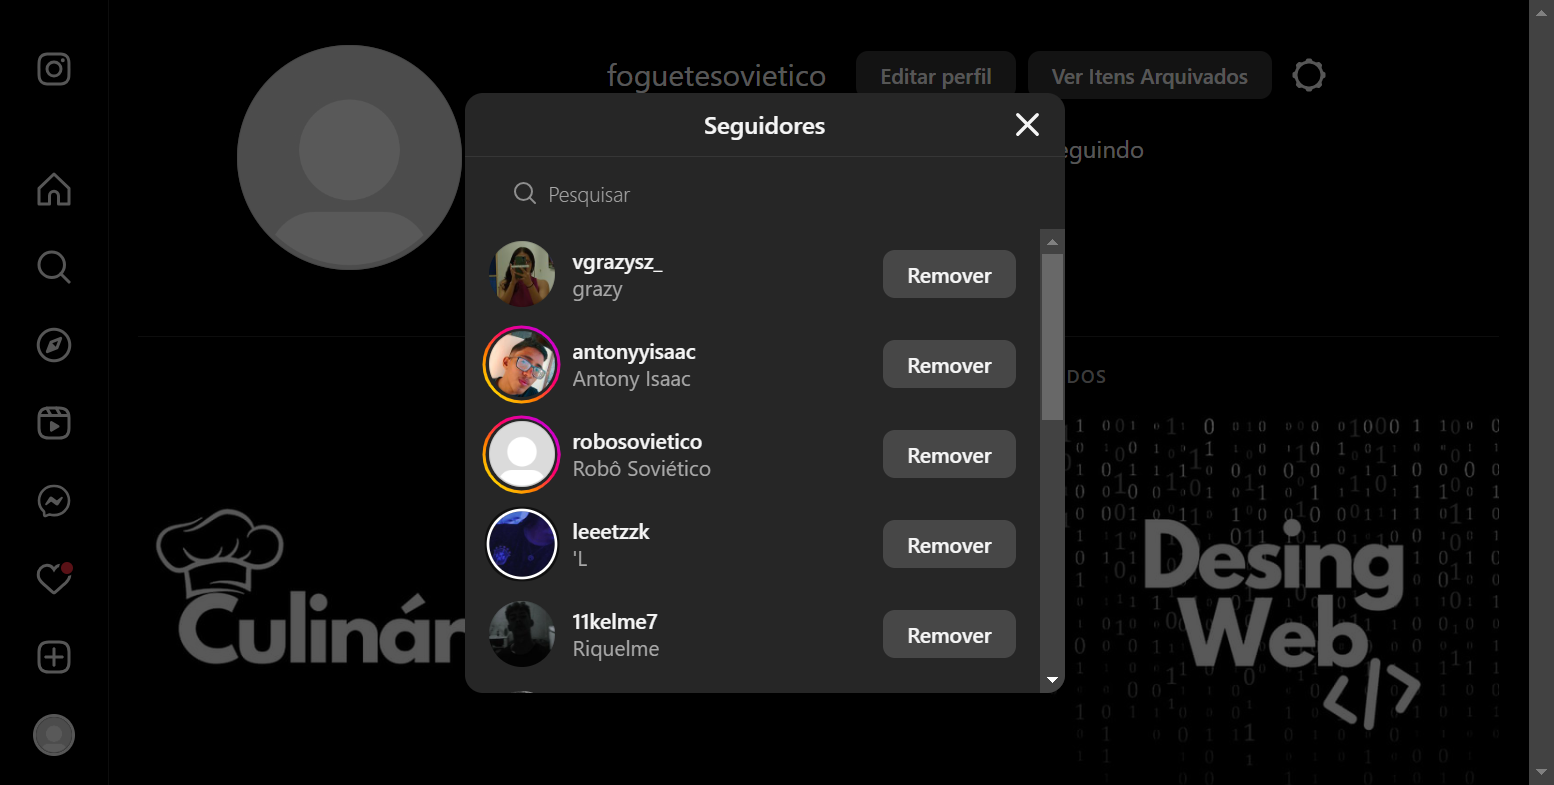 foguetesovietico
Editar perfil
Ver Itens Arquivados
eguindo
Seguidores
Pesquisar
vgrazysz_
grazy
Remover
antonyyisaac
Antony Isaac
Remover
robosovietico
Robô Soviético
Remover
leeetzzk
'L
Remover
11kelme7
Riquelme
Remover
DOS
Culinár
Desing
Web
</>